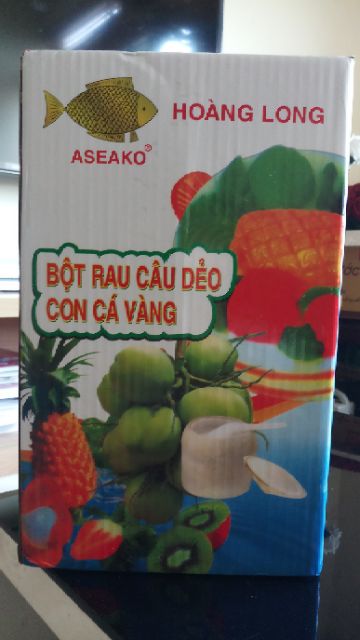 HOÀNG LONG
ASEAKO®
BỘT RAU CÂU DẺO
CON CÁ VÀNG